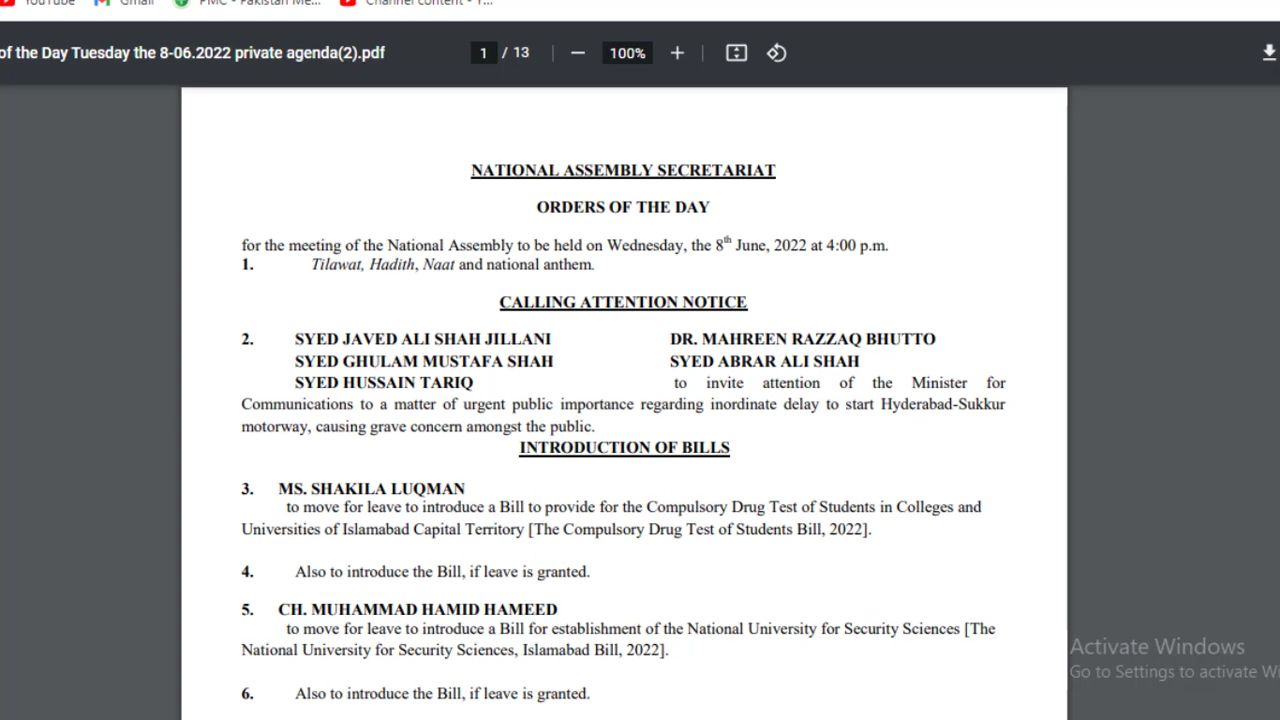 YouTube Gmail PMC - Pakistan Me... Channel content - Y...
of the Day Tuesday the 8-06.2022 private agenda(2).pdf 1 / 13 100%
NATIONAL ASSEMBLY SECRETARIAT
ORDERS OF THE DAY
for the meeting of the National Assembly to be held on Wednesday, the 8th June, 2022 at 4:00 p.m.
1. Tilawat, Hadith, Naat and national anthem.
CALLING ATTENTION NOTICE
2. SYED JAVED ALI SHAH JILLANI DR. MAHREEN RAZZAQ BHUTTO
SYED GHULAM MUSTAFA SHAH SYED ABRAR ALI SHAH
SYED HUSSAIN TARIQ to invite attention of the Minister for
Communications to a matter of urgent public importance regarding inordinate delay to start Hyderabad-Sukkur
motorway, causing grave concern amongst the public.
INTRODUCTION OF BILLS
3. MS. SHAKILA LUQMAN
to move for leave to introduce a Bill to provide for the Compulsory Drug Test of Students in Colleges and
Universities of Islamabad Capital Territory [The Compulsory Drug Test of Students Bill, 2022].
4. Also to introduce the Bill, if leave is granted.
5. CH. MUHAMMAD HAMID HAMEED
to move for leave to introduce a Bill for establishment of the National University for Security Sciences [The
National University for Security Sciences, Islamabad Bill, 2022].
6. Also to introduce the Bill, if leave is granted.
Activate Windows
Go to Settings to activate Wi